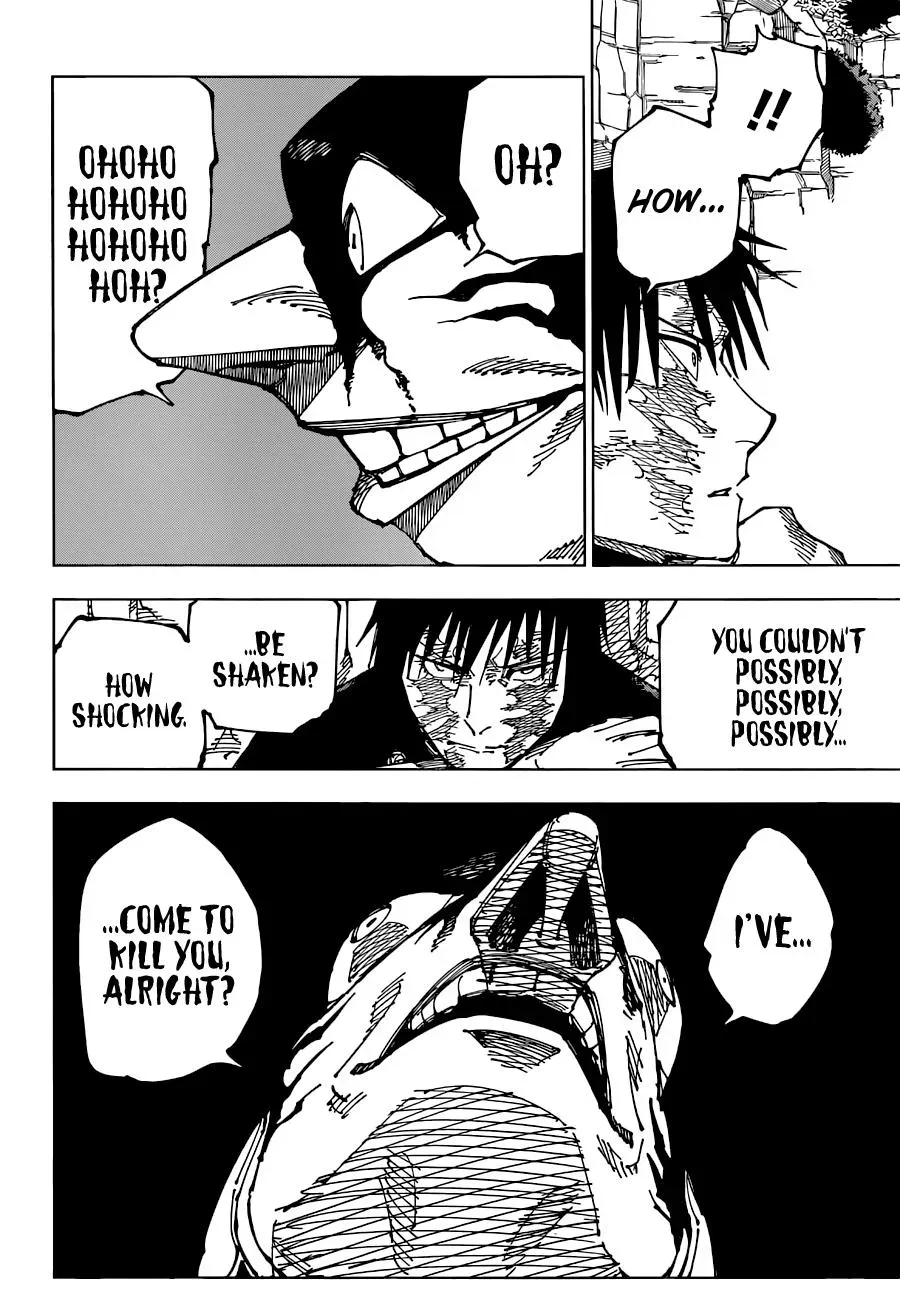 !!
HOW...
OH?
OHOHO
HOHOHO
HOHOHO
HOH?
YOU COULDN'T
POSSIBLY,
POSSIBLY,
POSSIBLY...
...BE
SHAKEN?
HOW
SHOCKING.
I'VE...
...COME TO
KILL YOU,
ALRIGHT?